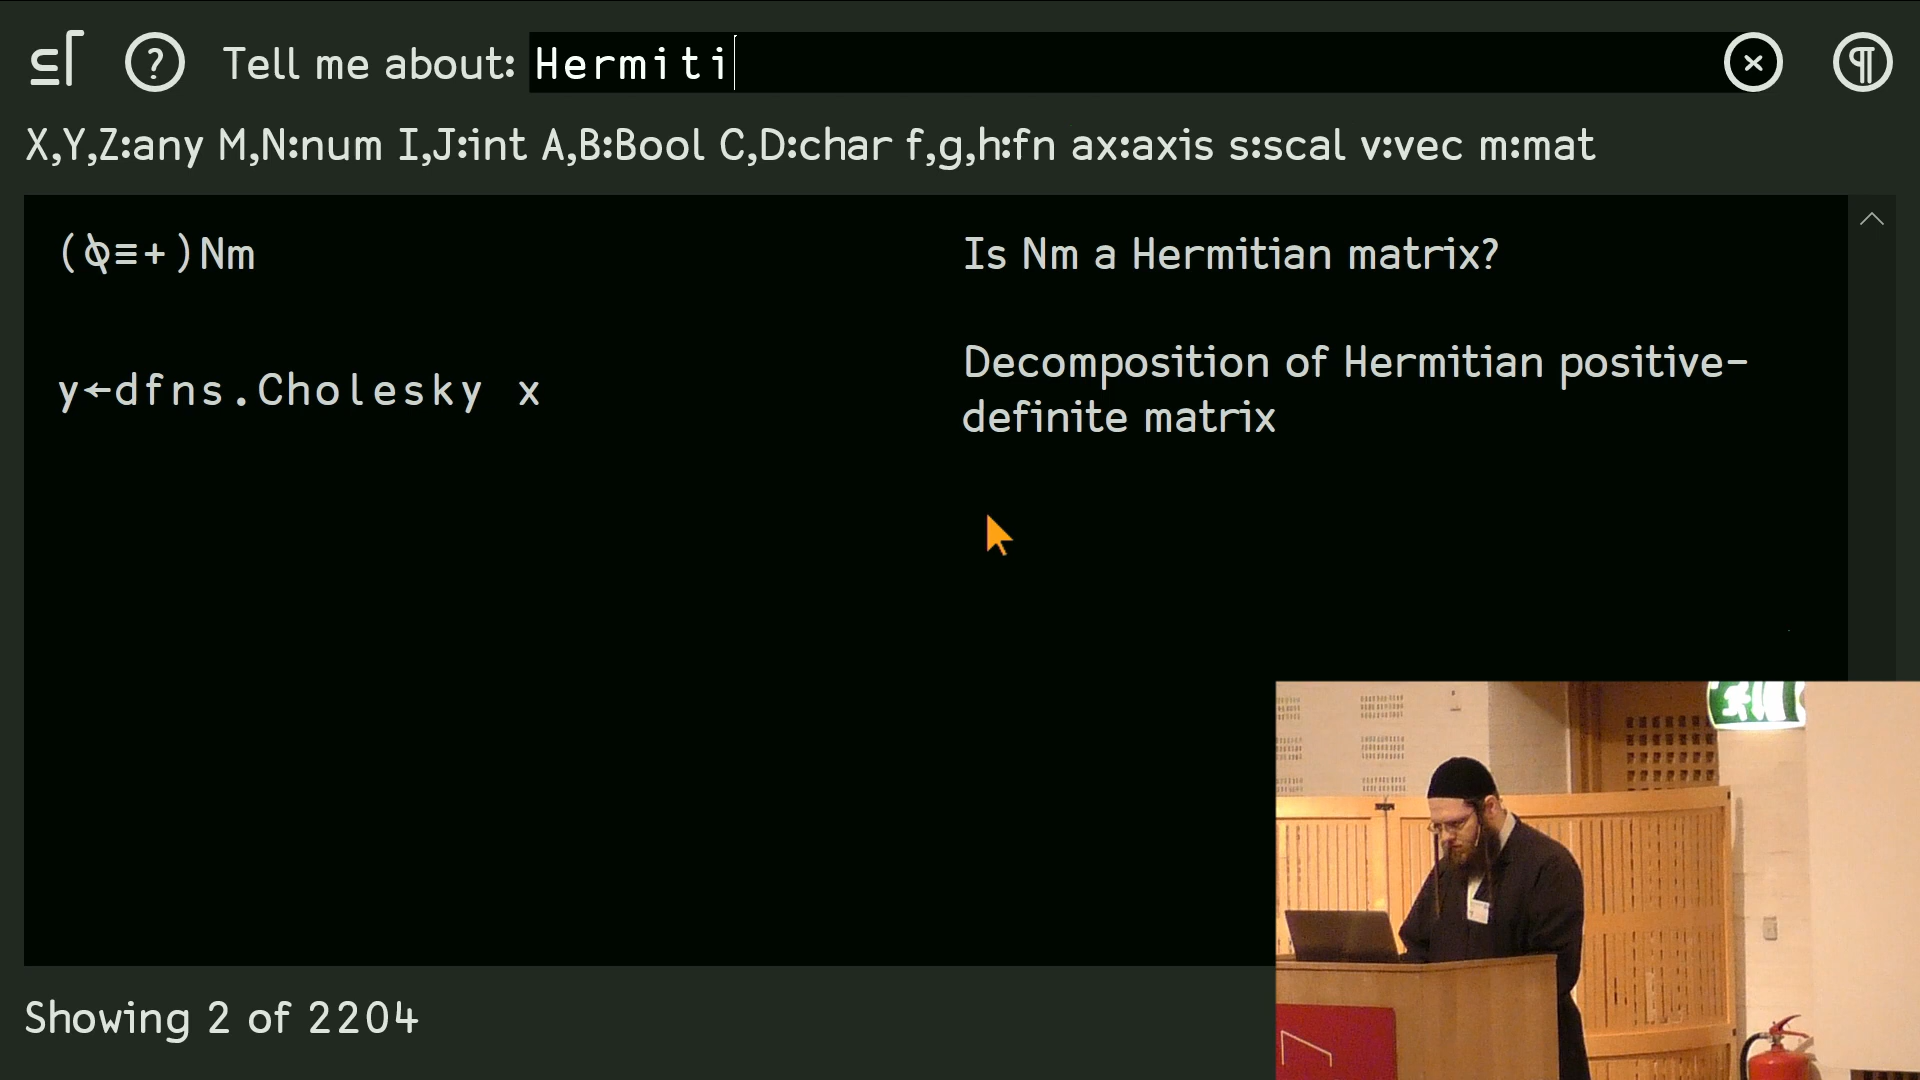 ⊆⌈ ? Tell me about: Hermiti × ¶
X,Y,Z:any M,N:num I,J:int A,B:Bool C,D:char f,g,h:fn ax:axis s:scal v:vec m:mat
(⍉≡+)Nm Is Nm a Hermitian matrix?
y←dfns.Cholesky x Decomposition of Hermitian positive-
definite matrix
Showing 2 of 2204